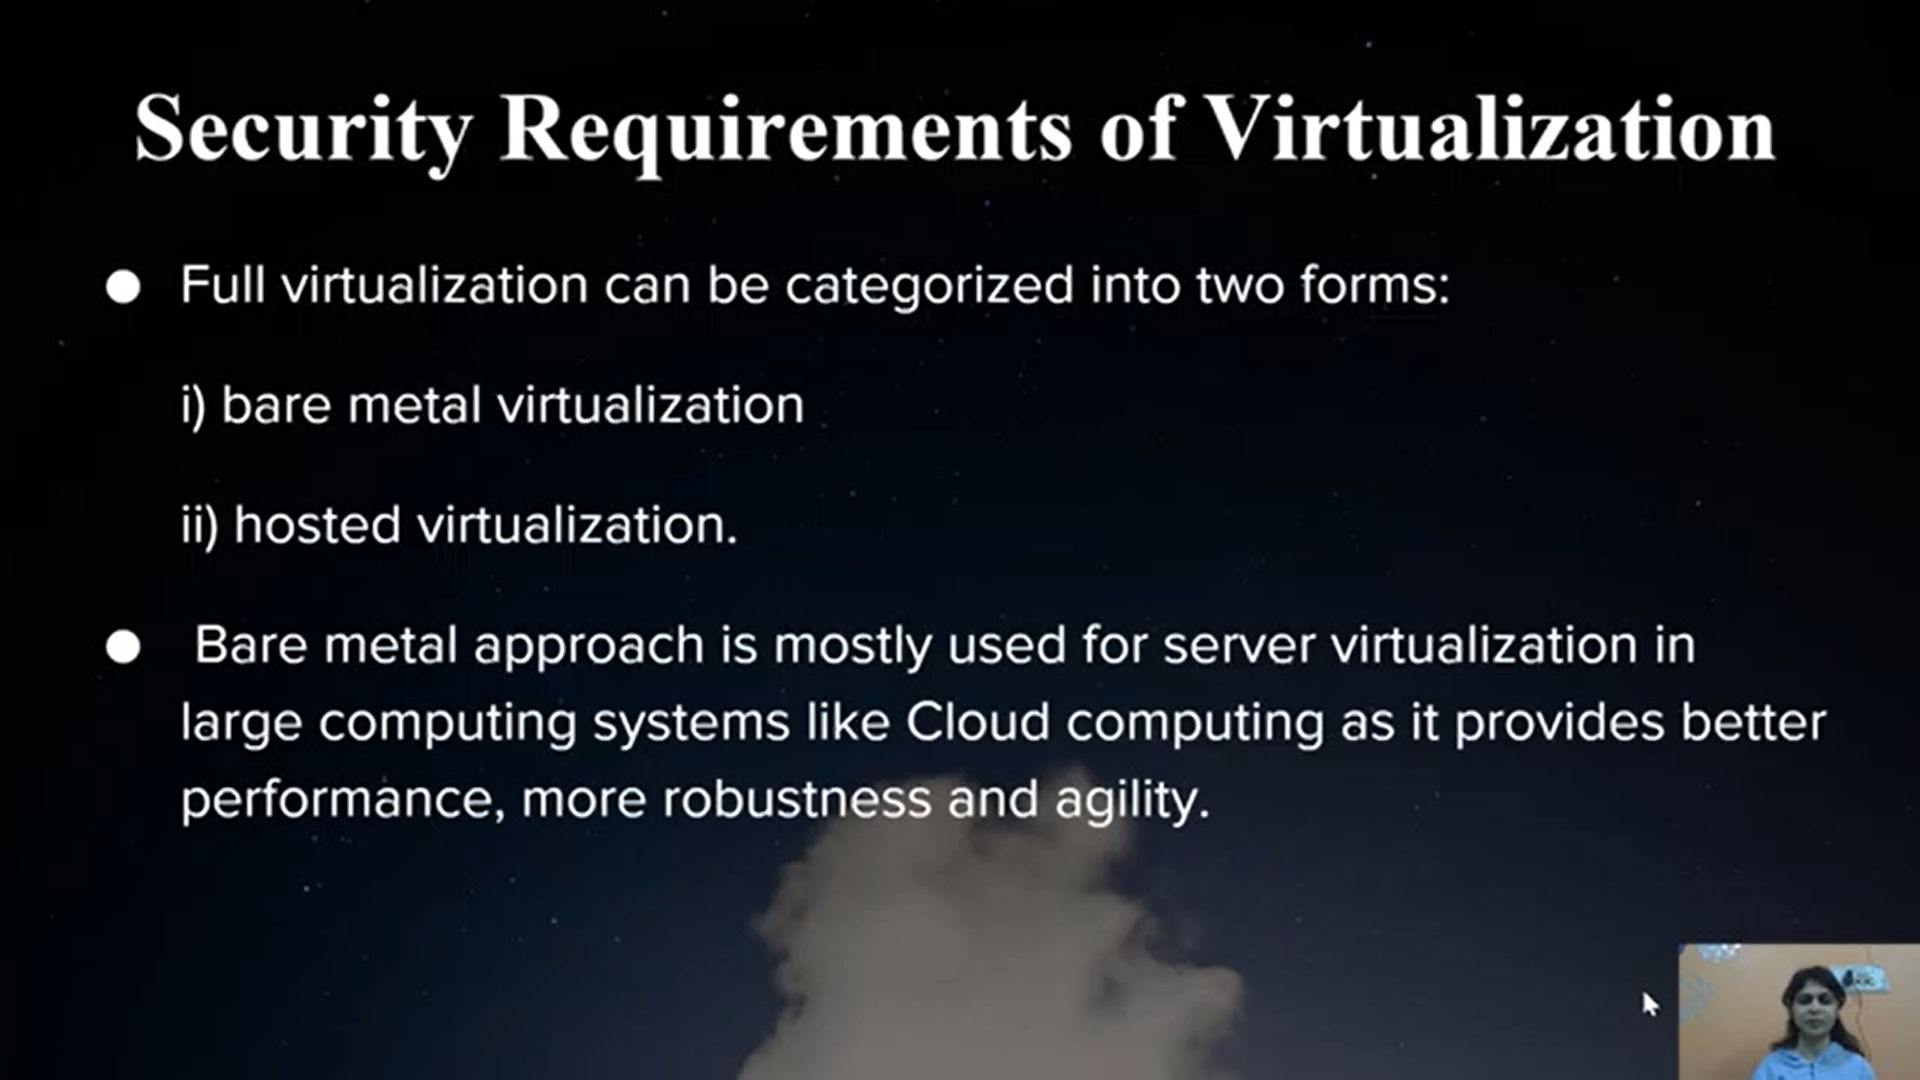 Security Requirements of Virtualization
● Full virtualization can be categorized into two forms:
i) bare metal virtualization
ii) hosted virtualization.
● Bare metal approach is mostly used for server virtualization in
large computing systems like Cloud computing as it provides better
performance, more robustness and agility.